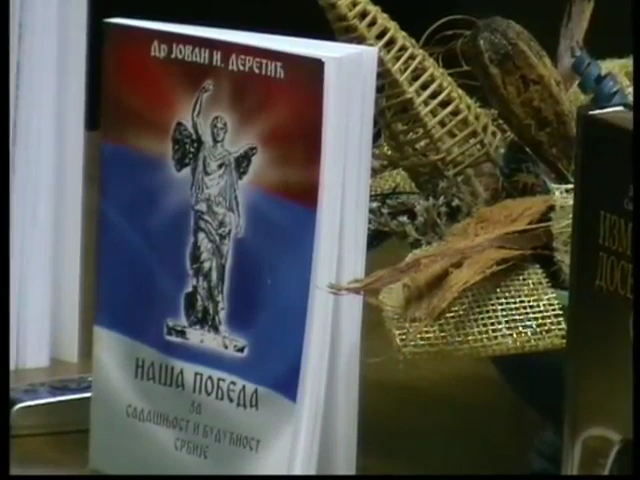 Др ЈОВАН И. ДЕРЕТИЋ
НАША ПОБЕДА
ЗА
САДАШЊОСТ И БУДУЋНОСТ
СРБИЈЕ